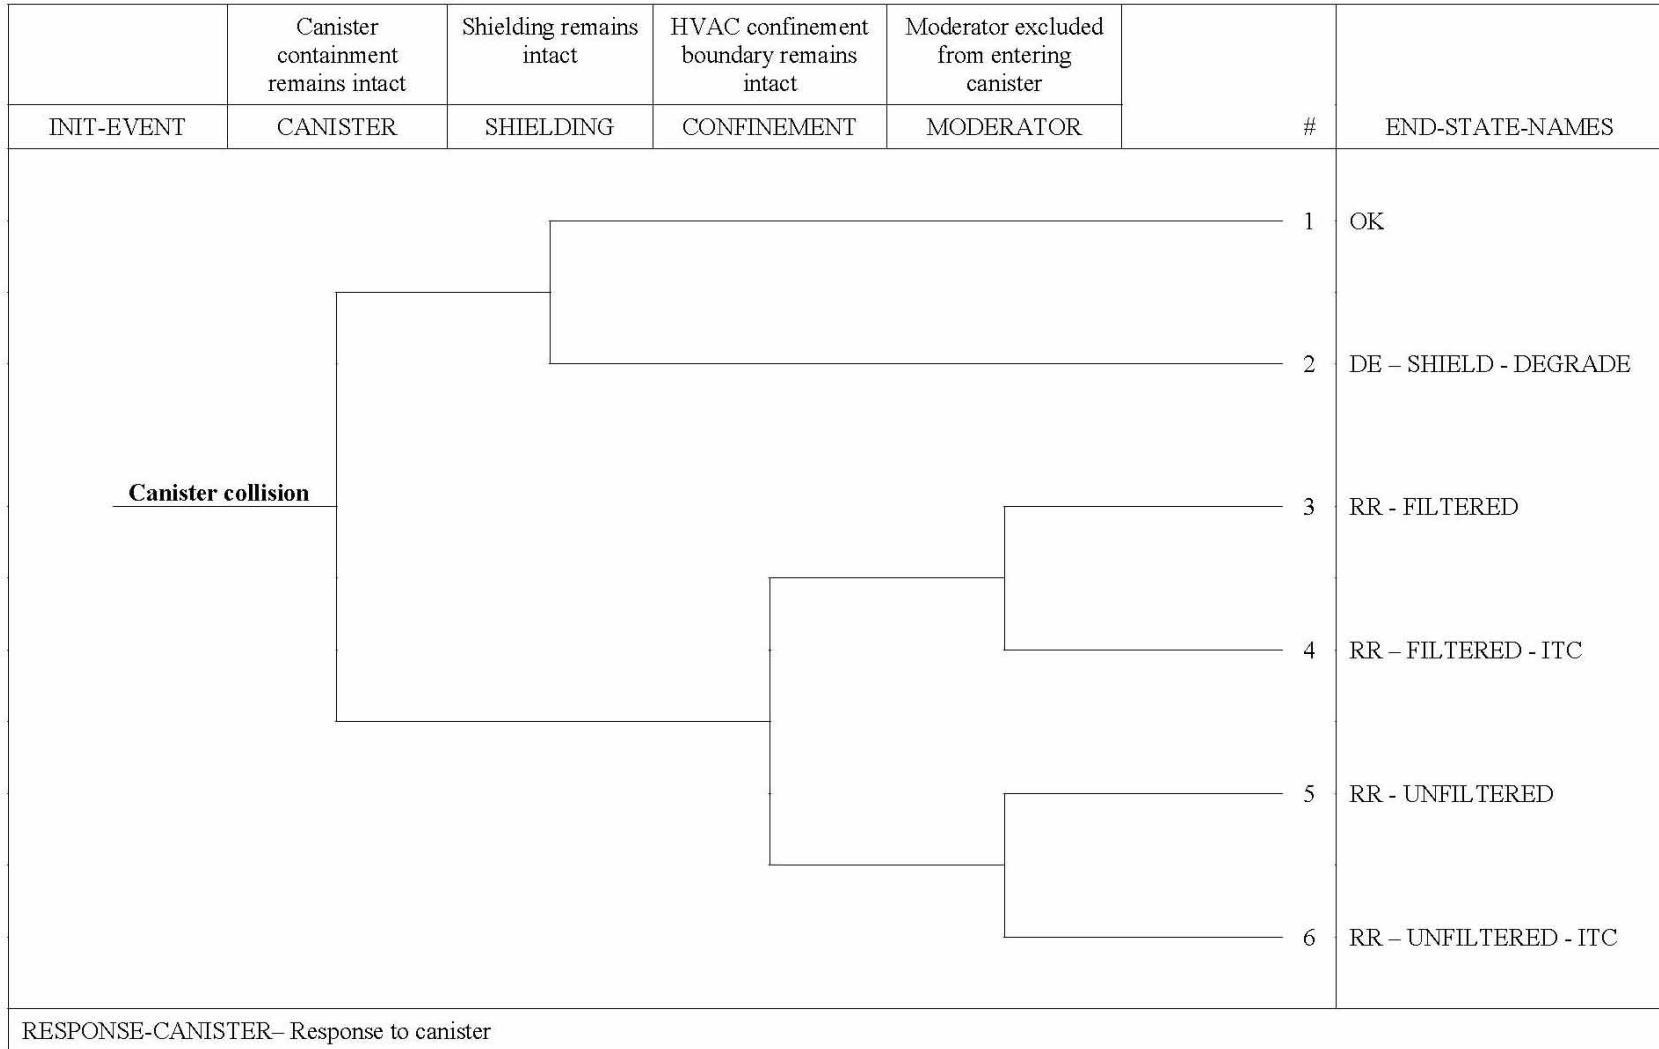 Canister
containment
remains intact
Shielding remains
intact
HVAC confinement
boundary remains
intact
Moderator excluded
from entering
canister
INIT-EVENT
CANISTER
SHIELDING
CONFINEMENT
MODERATOR
#
END-STATE-NAMES
1 OK
2 DE – SHIELD - DEGRADE
Canister collision
3 RR - FILTERED
4 RR – FILTERED - ITC
5 RR - UNFILTERED
6 RR – UNFILTERED - ITC
RESPONSE-CANISTER– Response to canister